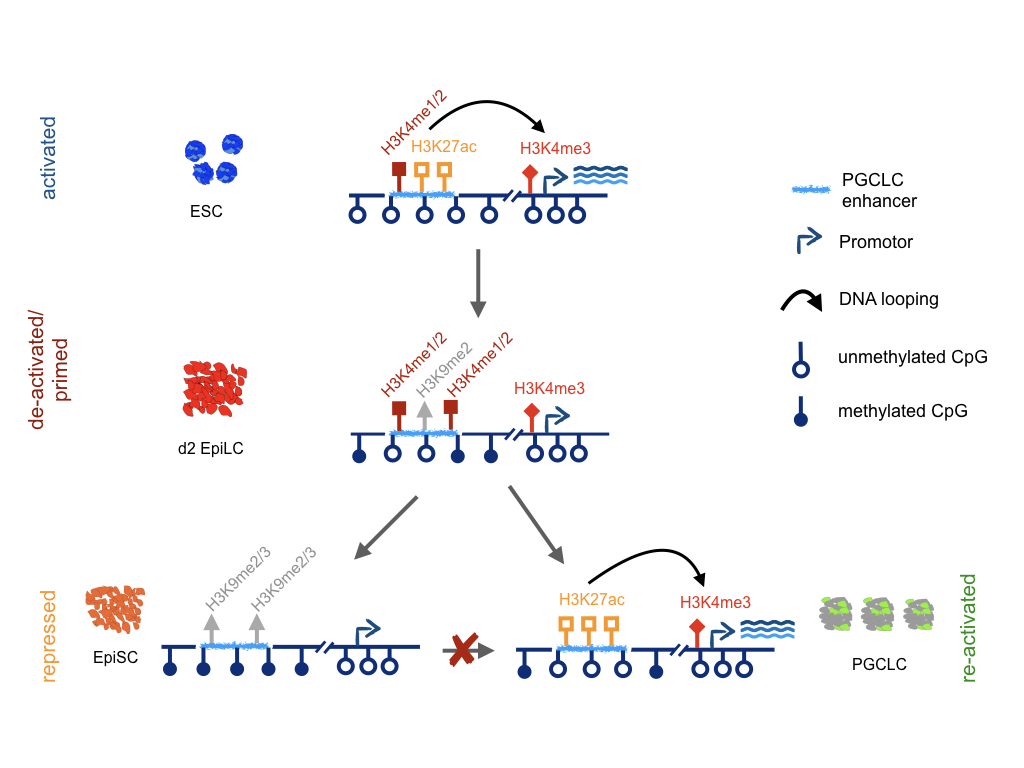 activated
ESC
H3K4me1/2
H3K27ac
H3K4me3
PGCLC
enhancer
Promotor
DNA looping
unmethylated CpG
methylated CpG
de-activated/
primed
d2 EpiLC
H3K4me1/2
H3K9me2
H3K4me1/2
H3K4me3
repressed
EpiSC
H3K9me2/3
H3K9me2/3
H3K27ac
H3K4me3
PGCLC
re-activated